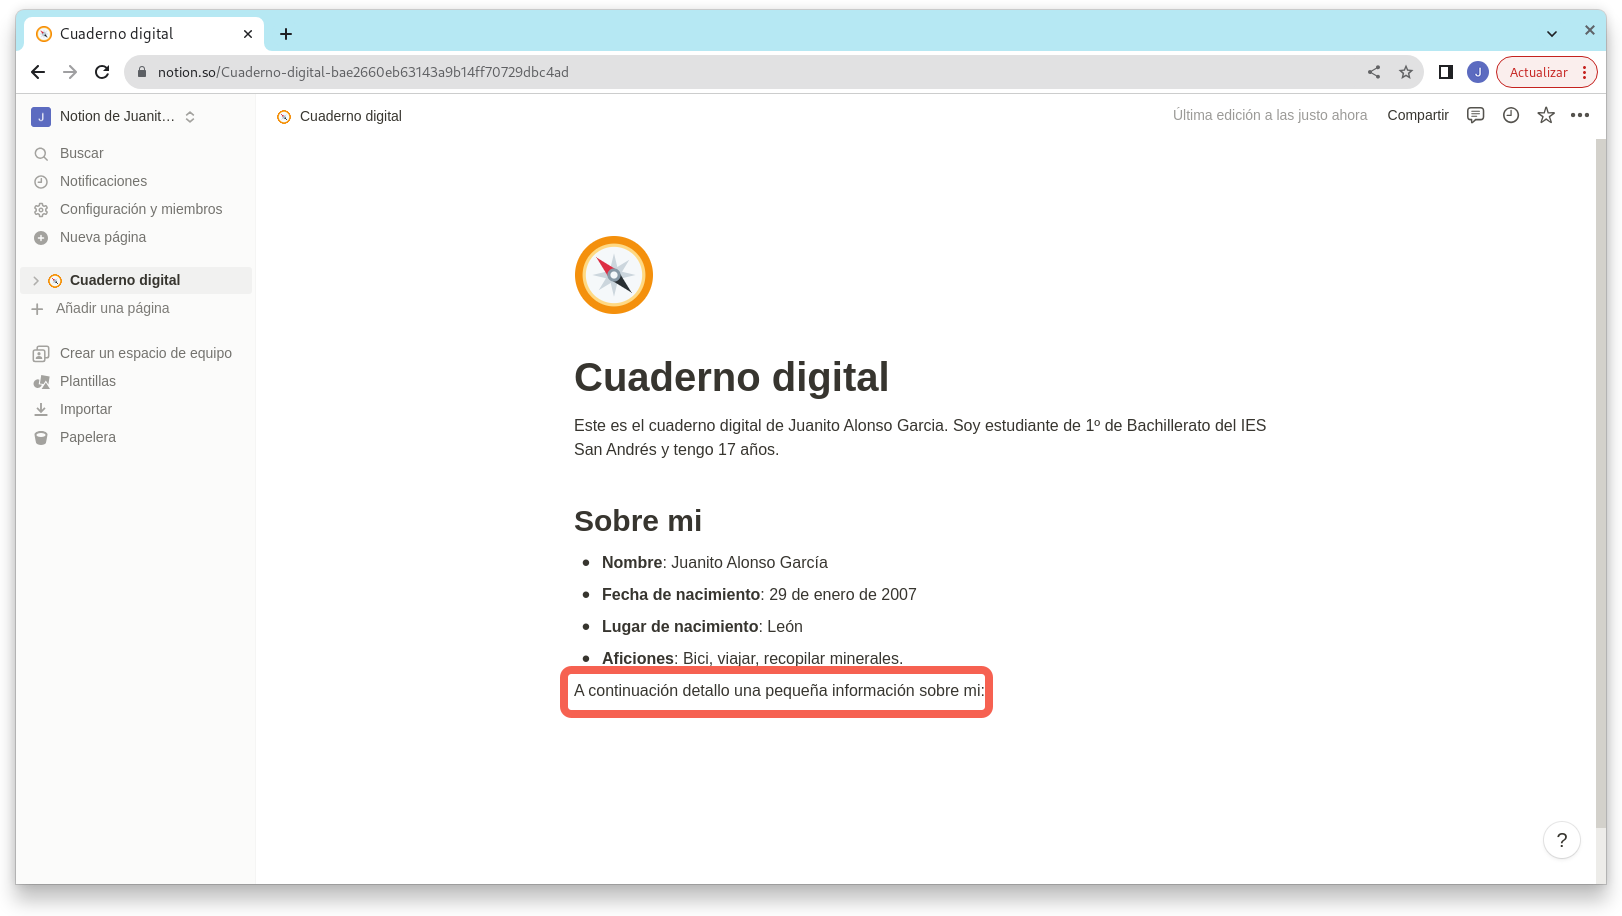 Cuaderno digital
notion.so/Cuaderno-digital-bae2660eb63143a9b14ff70729dbc4ad
J
Actualizar
J
Notion de Juanit…
Cuaderno digital
Última edición a las justo ahora
Compartir
Buscar
Notificaciones
Configuración y miembros
Nueva página
Cuaderno digital
Añadir una página
Crear un espacio de equipo
Plantillas
Importar
Papelera
Cuaderno digital
Este es el cuaderno digital de Juanito Alonso Garcia. Soy estudiante de 1º de Bachillerato del IES
San Andrés y tengo 17 años.
Sobre mi
• Nombre: Juanito Alonso García
• Fecha de nacimiento: 29 de enero de 2007
• Lugar de nacimiento: León
• Aficiones: Bici, viajar, recopilar minerales.
A continuación detallo una pequeña información sobre mi:
?